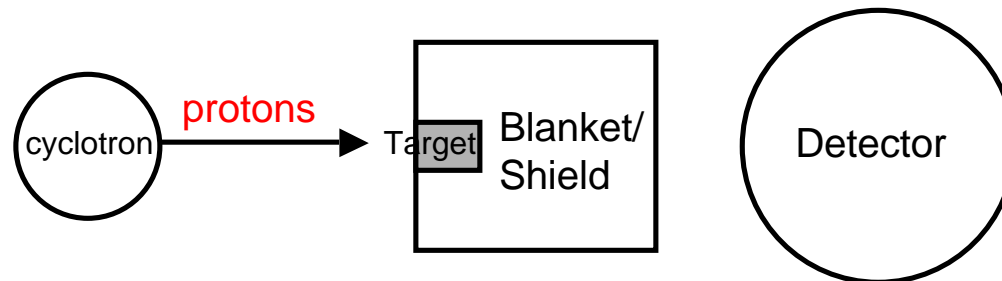 protons
cyclotron
Target
Blanket/
Shield
Detector